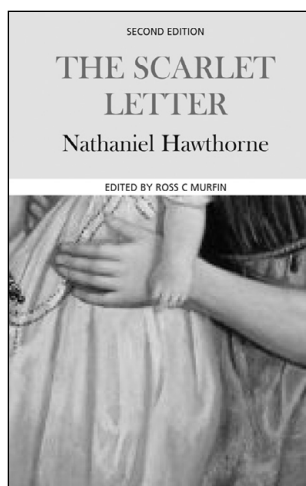 SECOND EDITION
THE SCARLET
LETTER
Nathaniel Hawthorne
EDITED BY ROSS C MURFIN